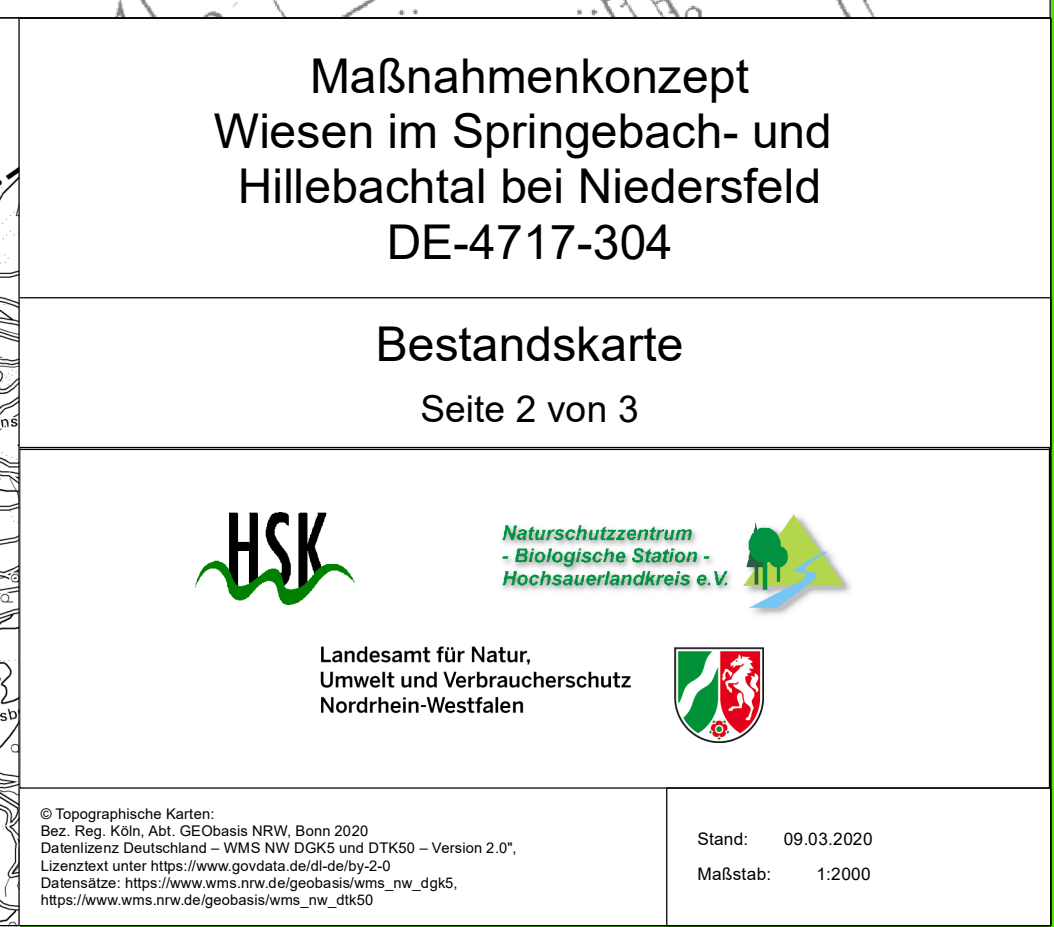 Maßnahmenkonzept
Wiesen im Springebach- und
Hillebachtal bei Niedersfeld
DE-4717-304
Bestandskarte
Seite 2 von 3
HSK
Naturschutzzentrum
- Biologische Station -
Hochsauerlandkreis e.V.
Landesamt für Natur,
Umwelt und Verbraucherschutz
Nordrhein-Westfalen
© Topographische Karten:
Bez. Reg. Köln, Abt. GEObasis NRW, Bonn 2020
Datenlizenz Deutschland – WMS NW DGK5 und DTK50 – Version 2.0",
Lizenztext unter https://www.govdata.de/dl-de/by-2-0
Datensätze: https://www.wms.nrw.de/geobasis/wms_nw_dgk5,
https://www.wms.nrw.de/geobasis/wms_nw_dtk50
Stand: 09.03.2020
Maßstab: 1:2000